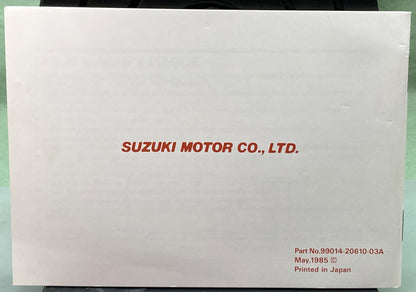 SUZUKI MOTOR CO., LTD.
Part No.99014-20610-03A
May,1985 ©
Printed in Japan